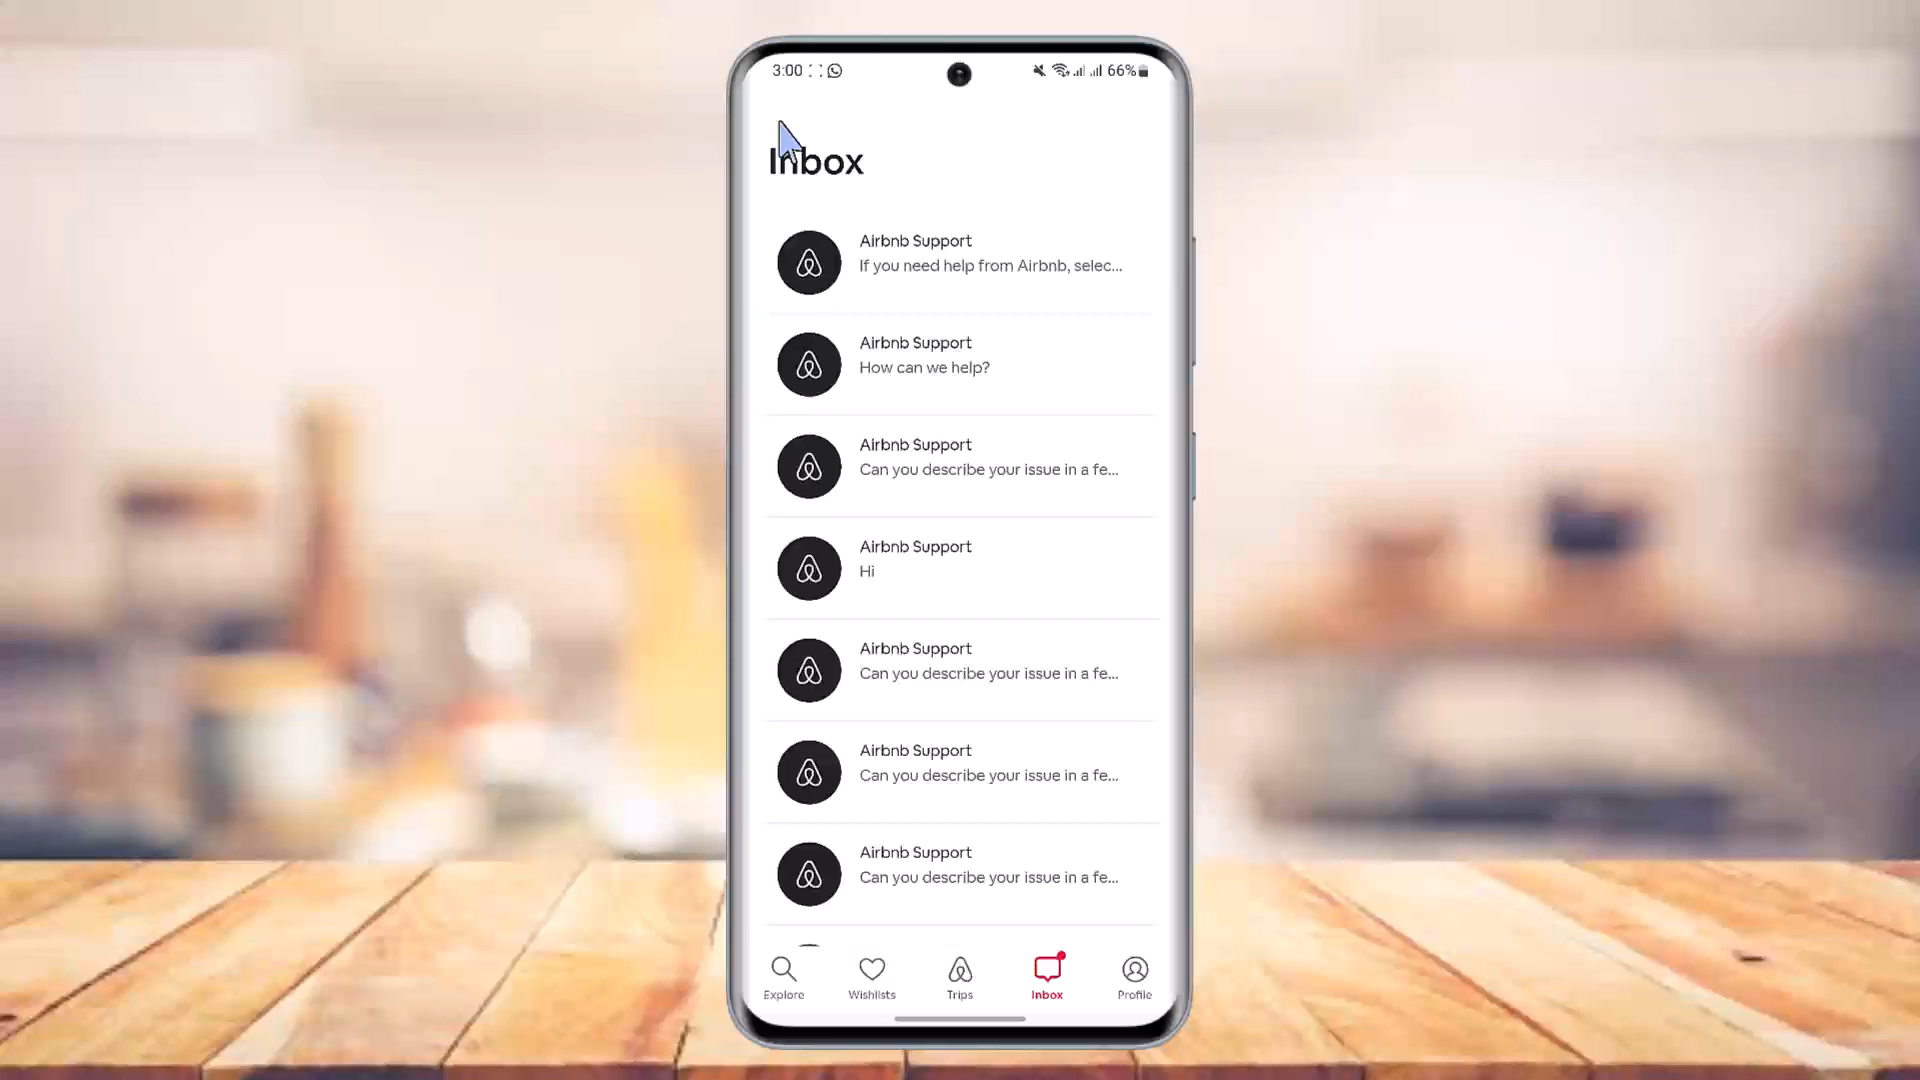 3:00
66%
Inbox
Airbnb Support
If you need help from Airbnb, selec...
Airbnb Support
How can we help?
Airbnb Support
Can you describe your issue in a fe...
Airbnb Support
Hi
Airbnb Support
Can you describe your issue in a fe...
Airbnb Support
Can you describe your issue in a fe...
Airbnb Support
Can you describe your issue in a fe...
Explore
Wishlists
Trips
Inbox
Profile